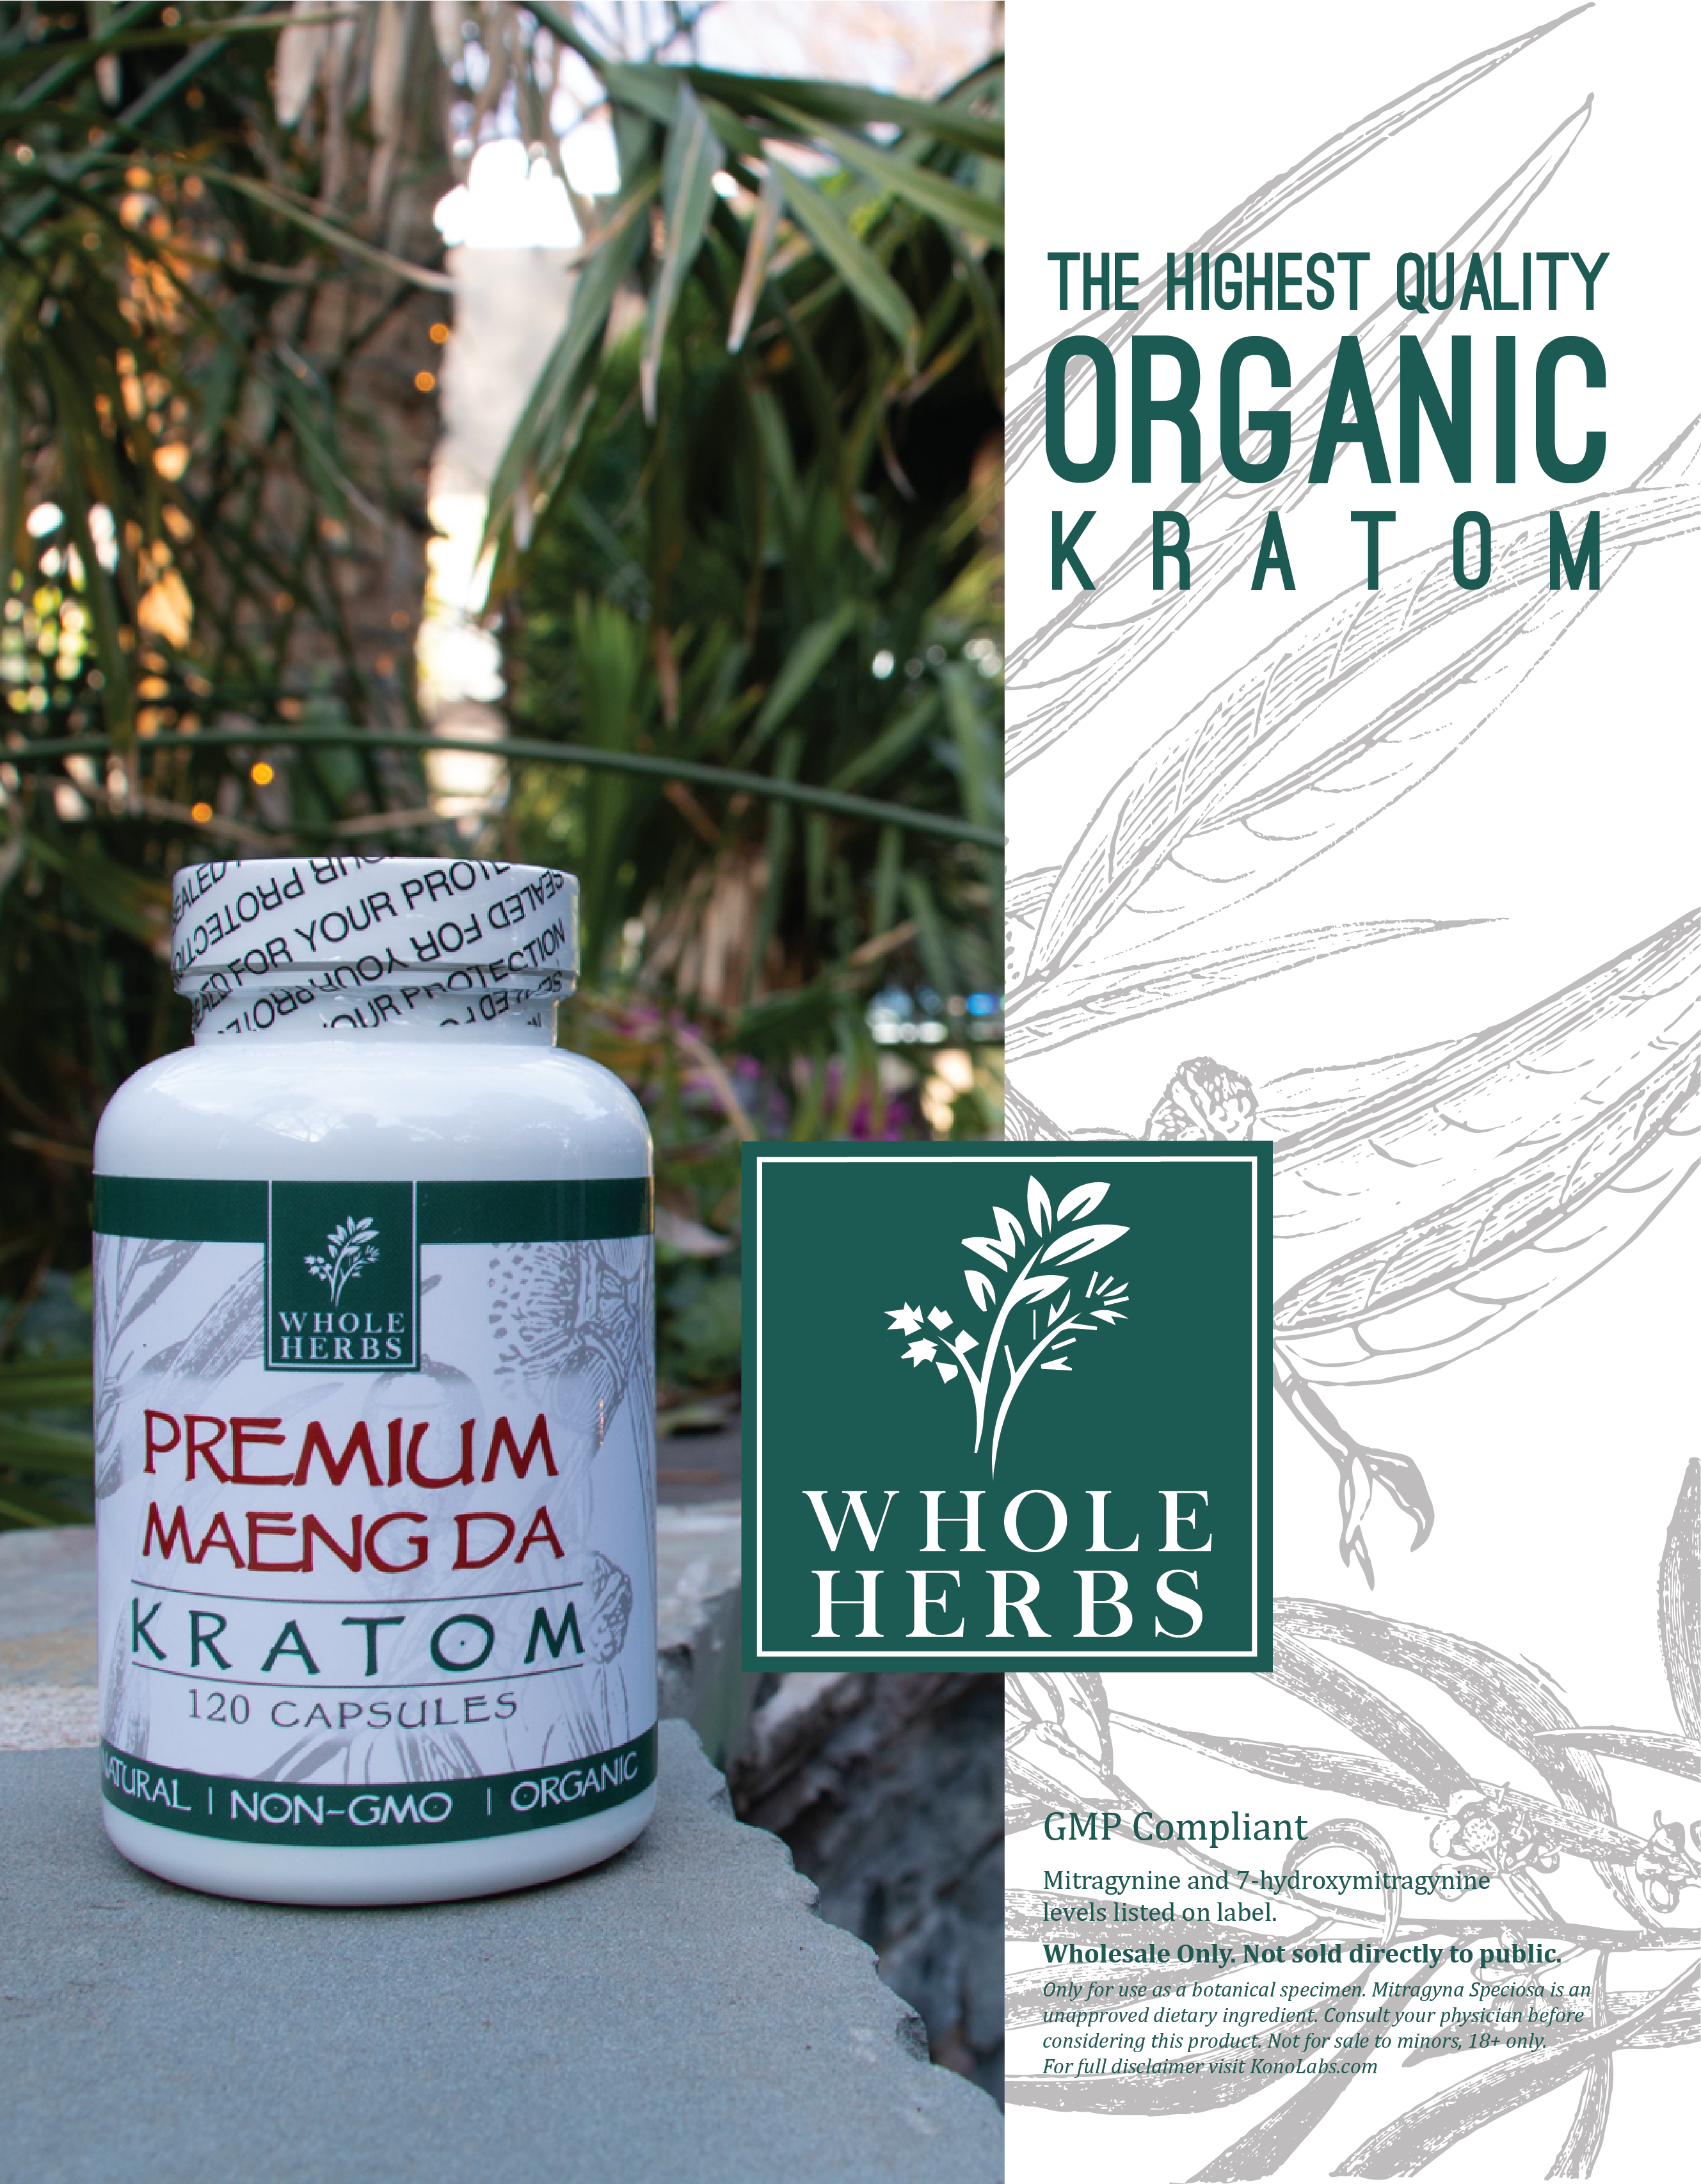 THE HIGHEST QUALITY
ORGANIC
KRATOM
SEALED FOR YOUR PROTECTION
WHOLE
HERBS
PREMIUM
MAENG DA
KRATOM
120 CAPSULES
NON-GMO | ORGANIC
WHOLE
HERBS
GMP Compliant
Mitragynine and 7-hydroxymitragynine
levels listed on label.
Wholesale Only. Not sold directly to public.
Only for use as a botanical specimen. Mitragyna Speciosa is an
unapproved dietary ingredient. Consult your physician before
considering this product. Not for sale to minors, 18+ only.
For full disclaimer visit KonoLabs.com